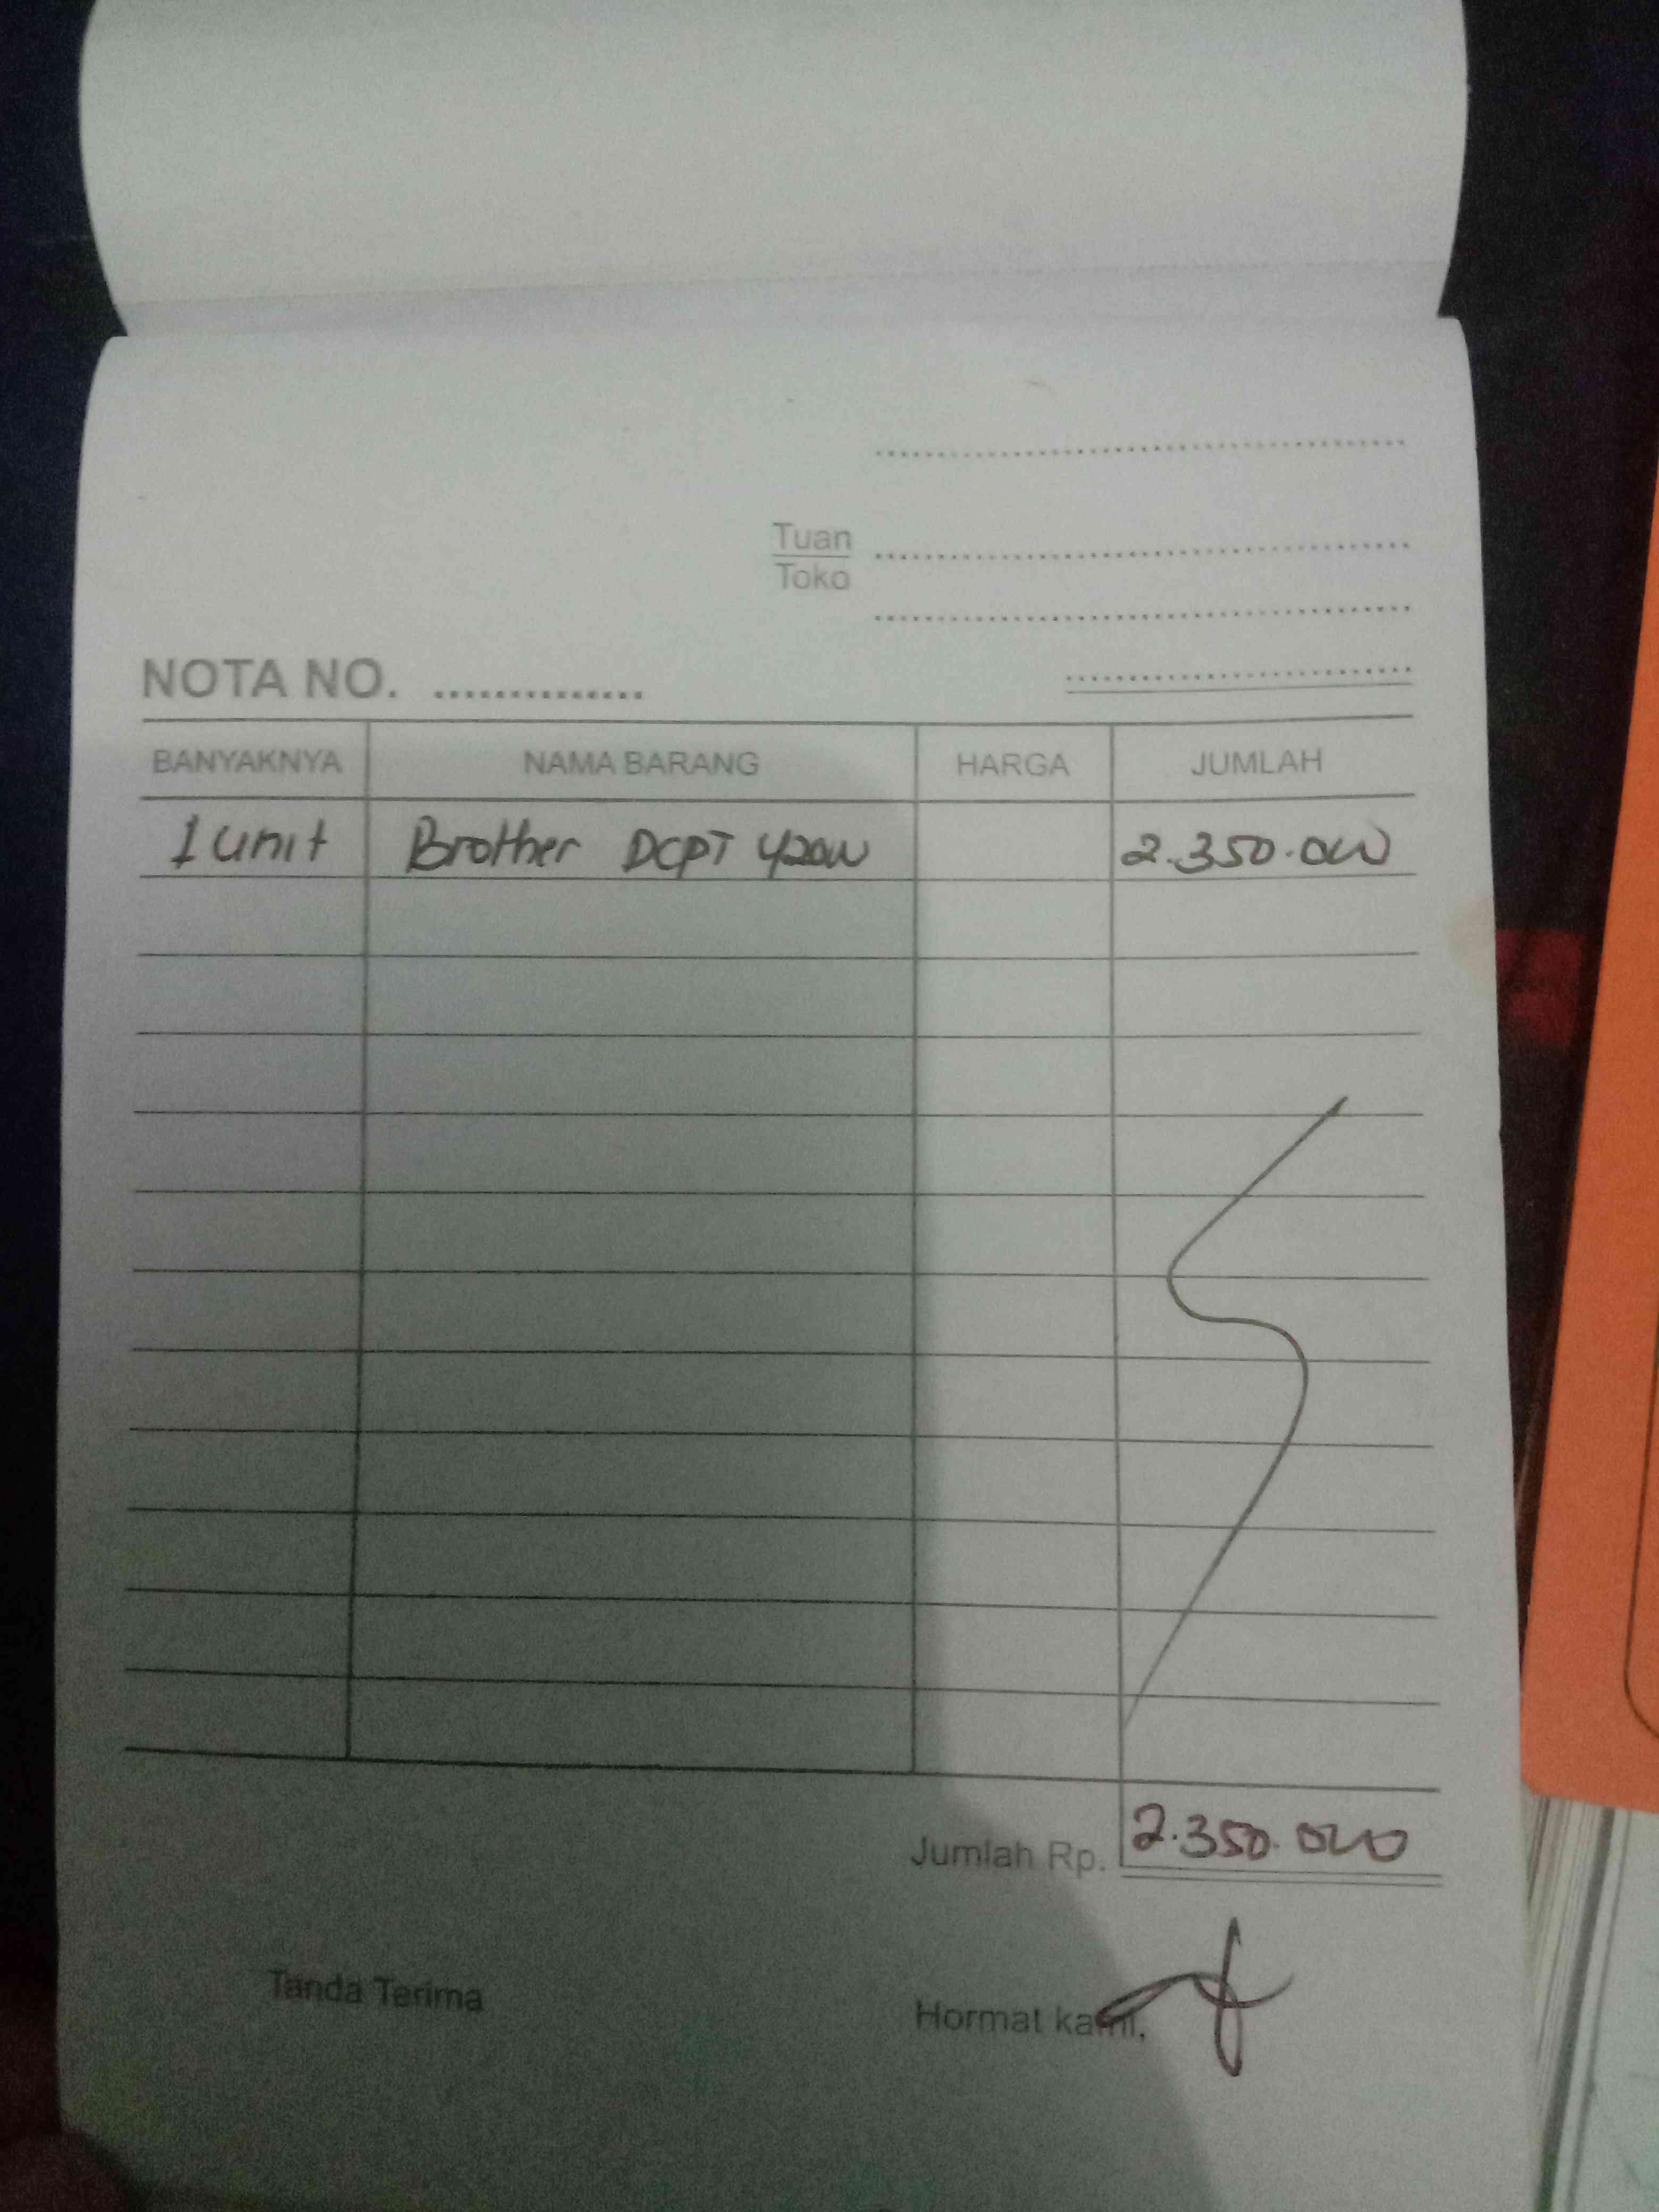 Tuan
Toko
NOTA NO. ...............
BANYAKNYA NAMA BARANG HARGA JUMLAH
1 unit Brother DCPT 420W 2.350.000
Jumlah Rp. 2.350.000
Tanda Terima Hormat kami,